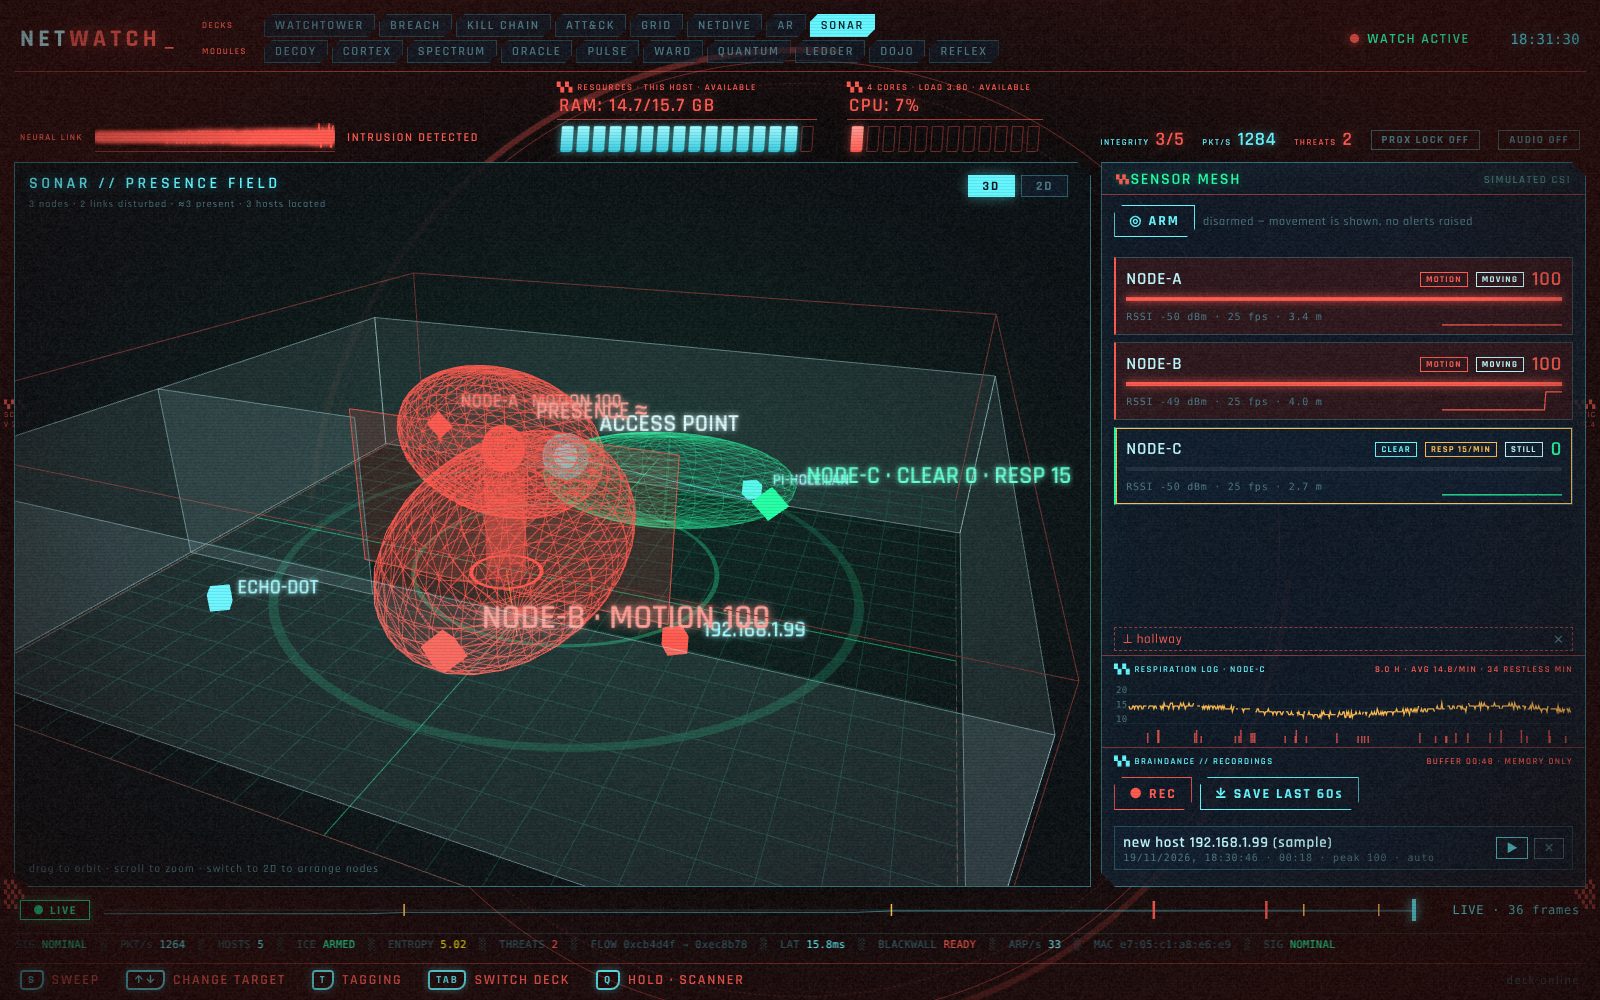 NETWATCH_
DECKS
WATCHTOWER BREACH KILL CHAIN ATT&CK GRID NETDIVE AR SONAR
MODULES
DECOY CORTEX SPECTRUM ORACLE PULSE WARD QUANTUM LEDGER DOJO REFLEX
WATCH ACTIVE
18:31:30
NEURAL LINK
INTRUSION DETECTED
RESOURCES · THIS HOST · AVAILABLE
RAM: 14.7/15.7 GB
4 CORES · LOAD 3.80 · AVAILABLE
CPU: 7%
INTEGRITY 3/5 PKT/S 1284 THREATS 2 PROX LOCK OFF AUDIO OFF
SONAR // PRESENCE FIELD
3 nodes · 2 links disturbed · ≈3 present · 3 hosts located
3D 2D
NODE-A MOTION 100
PRESENCE ≈
ACCESS POINT
PI-HOLE.LAN
NODE-C · CLEAR 0 · RESP 15
ECHO-DOT
NODE-B · MOTION 100
192.168.1.99
drag to orbit · scroll to zoom · switch to 2D to arrange nodes
SENSOR MESH
SIMULATED CSI
◎ ARM
disarmed – movement is shown, no alerts raised
NODE-A MOTION MOVING 100
RSSI -50 dBm · 25 fps · 3.4 m
NODE-B MOTION MOVING 100
RSSI -49 dBm · 25 fps · 4.0 m
NODE-C CLEAR RESP 15/MIN STILL 0
RSSI -50 dBm · 25 fps · 2.7 m
⊥ hallway ✕
RESPIRATION LOG · NODE-C
8.0 H · AVG 14.8/MIN · 34 RESTLESS MIN
20
15
10
BRAINDANCE // RECORDINGS
BUFFER 00:48 · MEMORY ONLY
REC
SAVE LAST 60s
new host 192.168.1.99 (sample)
19/11/2026, 18:30:46 · 00:18 · peak 100 · auto
LIVE
LIVE · 36 frames
SIG NOMINAL PKT/s 1264 HOSTS 5 ICE ARMED ENTROPY 5.02 THREATS 2 FLOW 0xcb4d4f → 0xec8b78 LAT 15.8ms BLACKWALL READY ARP/s 33 MAC e7:05:c1:a8:e6:e9 SIG NOMINAL
S SWEEP ↑↓ CHANGE TARGET T TAGGING TAB SWITCH DECK Q HOLD · SCANNER
deck online